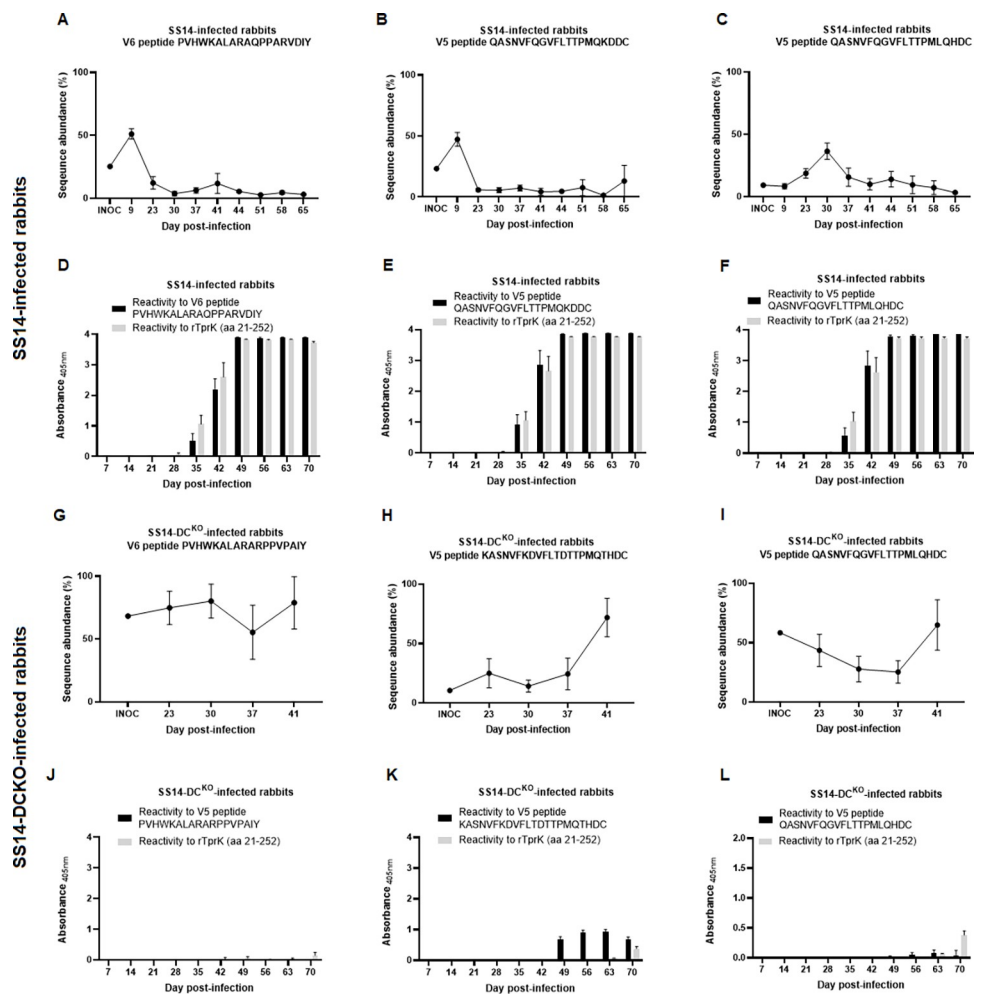 SS14-infected rabbits
SS14-DCKO-infected rabbits
A
SS14-infected rabbits
V6 peptide PVHWKALARAQPPARVDIY
Seqeunce abundance (%)
100
50
0
INOC 9 23 30 37 41 44 51 58 65
Day post-infection
B
SS14-infected rabbits
V5 peptide QASNVFQGVFLTTPMQKDDC
Seqeunce abundance (%)
100
50
0
INOC 9 23 30 37 41 44 51 58 65
Day post-infection
C
SS14-infected rabbits
V5 peptide QASNVFQGVFLTTPMLQHDC
Seqeunce abundance (%)
100
50
0
INOC 9 23 30 37 41 44 51 58 65
Day post-infection
D
SS14-infected rabbits
Reactivity to V6 peptide
PVHWKALARAQPPARVDIY
Reactivity to rTprK (aa 21-252)
Absorbance 405nm
4
3
2
1
0
7 14 21 28 35 42 49 56 63 70
Day post-infection
E
SS14-infected rabbits
Reactivity to V5 peptide
QASNVFQGVFLTTPMQKDDC
Reactivity to rTprK (aa 21-252)
Absorbance 405nm
4
3
2
1
0
7 14 21 28 35 42 49 56 63 70
Day post-infection
F
SS14-infected rabbits
Reactivity to V5 peptide
QASNVFQGVFLTTPMLQHDC
Reactivity to rTprK (aa 21-252)
Absorbance 405nm
4
3
2
1
0
7 14 21 28 35 42 49 56 63 70
Day post-infection
G
SS14-DCKO-infected rabbits
V6 peptide PVHWKALARARPPVPAIY
Seqeunce abundance (%)
100
50
0
INOC 23 30 37 41
Day post-infection
H
SS14-DCKO-infected rabbits
V5 peptide KASNVFKDVFLTDTTPMQTHDC
Seqeunce abundance (%)
100
50
0
INOC 23 30 37 41
Day post-infection
I
SS14-DCKO-infected rabbits
V5 peptide QASNVFQGVFLTTPMLQHDC
Seqeunce abundance (%)
100
50
0
INOC 23 30 37 41
Day post-infection
J
SS14-DCKO-infected rabbits
Reactivity to V5 peptide
PVHWKALARARPPVPAIY
Reactivity to rTprK (aa 21-252)
Absorbance 405nm
4
3
2
1
0
7 14 21 28 35 42 49 56 63 70
Day post-infection
K
SS14-DCKO-infected rabbits
Reactivity to V5 peptide
KASNVFKDVFLTDTTPMQTHDC
Reactivity to rTprK (aa 21-252)
Absorbance 405nm
4
3
2
1
0
7 14 21 28 35 42 49 56 63 70
Day post-infection
L
SS14-DCKO-infected rabbits
Reactivity to V5 peptide
QASNVFQGVFLTTPMLQHDC
Reactivity to rTprK (aa 21-252)
Absorbance 405nm
2.0
1.5
1.0
0.5
0.0
7 14 21 28 35 42 49 56 63 70
Day post-infection